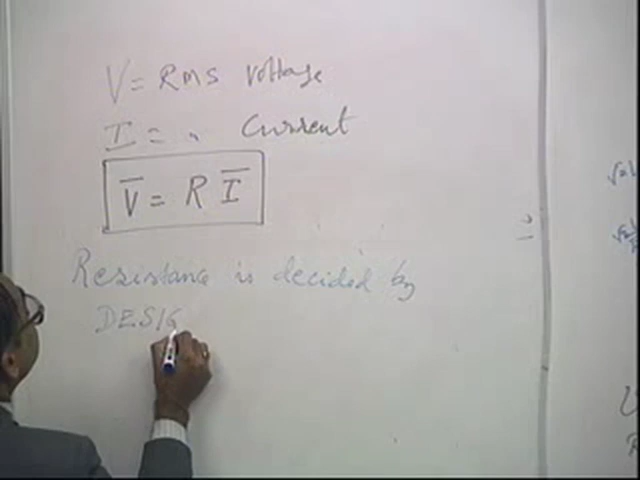 V = RMS Voltage
I = " Current
V̅ = R I̅
Resistance is decided by
DESIG